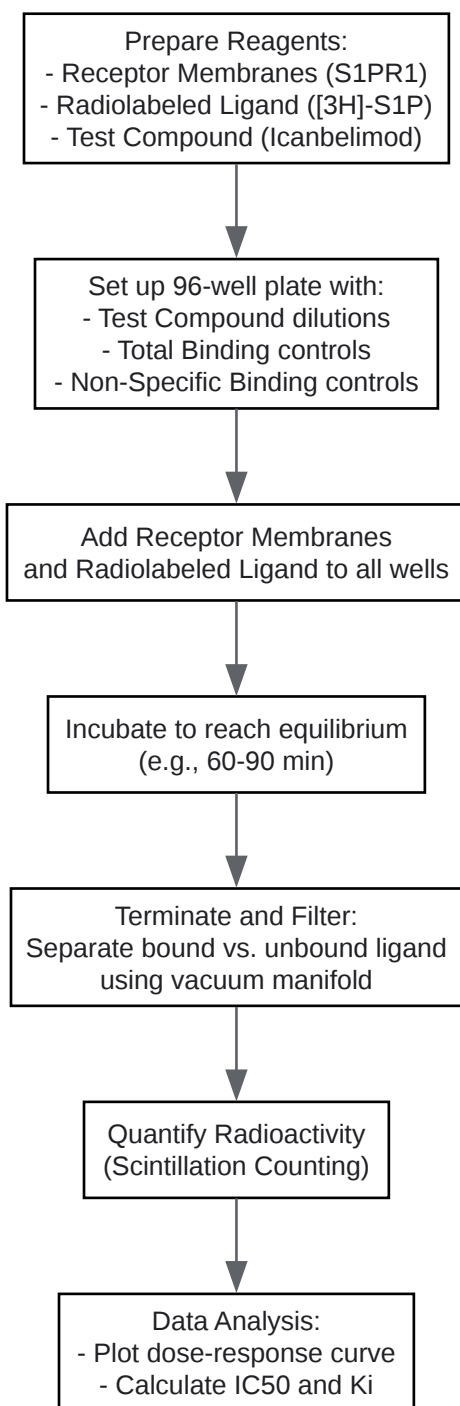 Prepare Reagents:
- Receptor Membranes (S1PR1)
- Radiolabeled Ligand ([3H]-S1P)
- Test Compound (Icanbelimod)
Set up 96-well plate with:
- Test Compound dilutions
- Total Binding controls
- Non-Specific Binding controls
Add Receptor Membranes
and Radiolabeled Ligand to all wells
Incubate to reach equilibrium
(e.g., 60-90 min)
Terminate and Filter:
Separate bound vs. unbound ligand
using vacuum manifold
Quantify Radioactivity
(Scintillation Counting)
Data Analysis:
- Plot dose-response curve
- Calculate IC50 and Ki